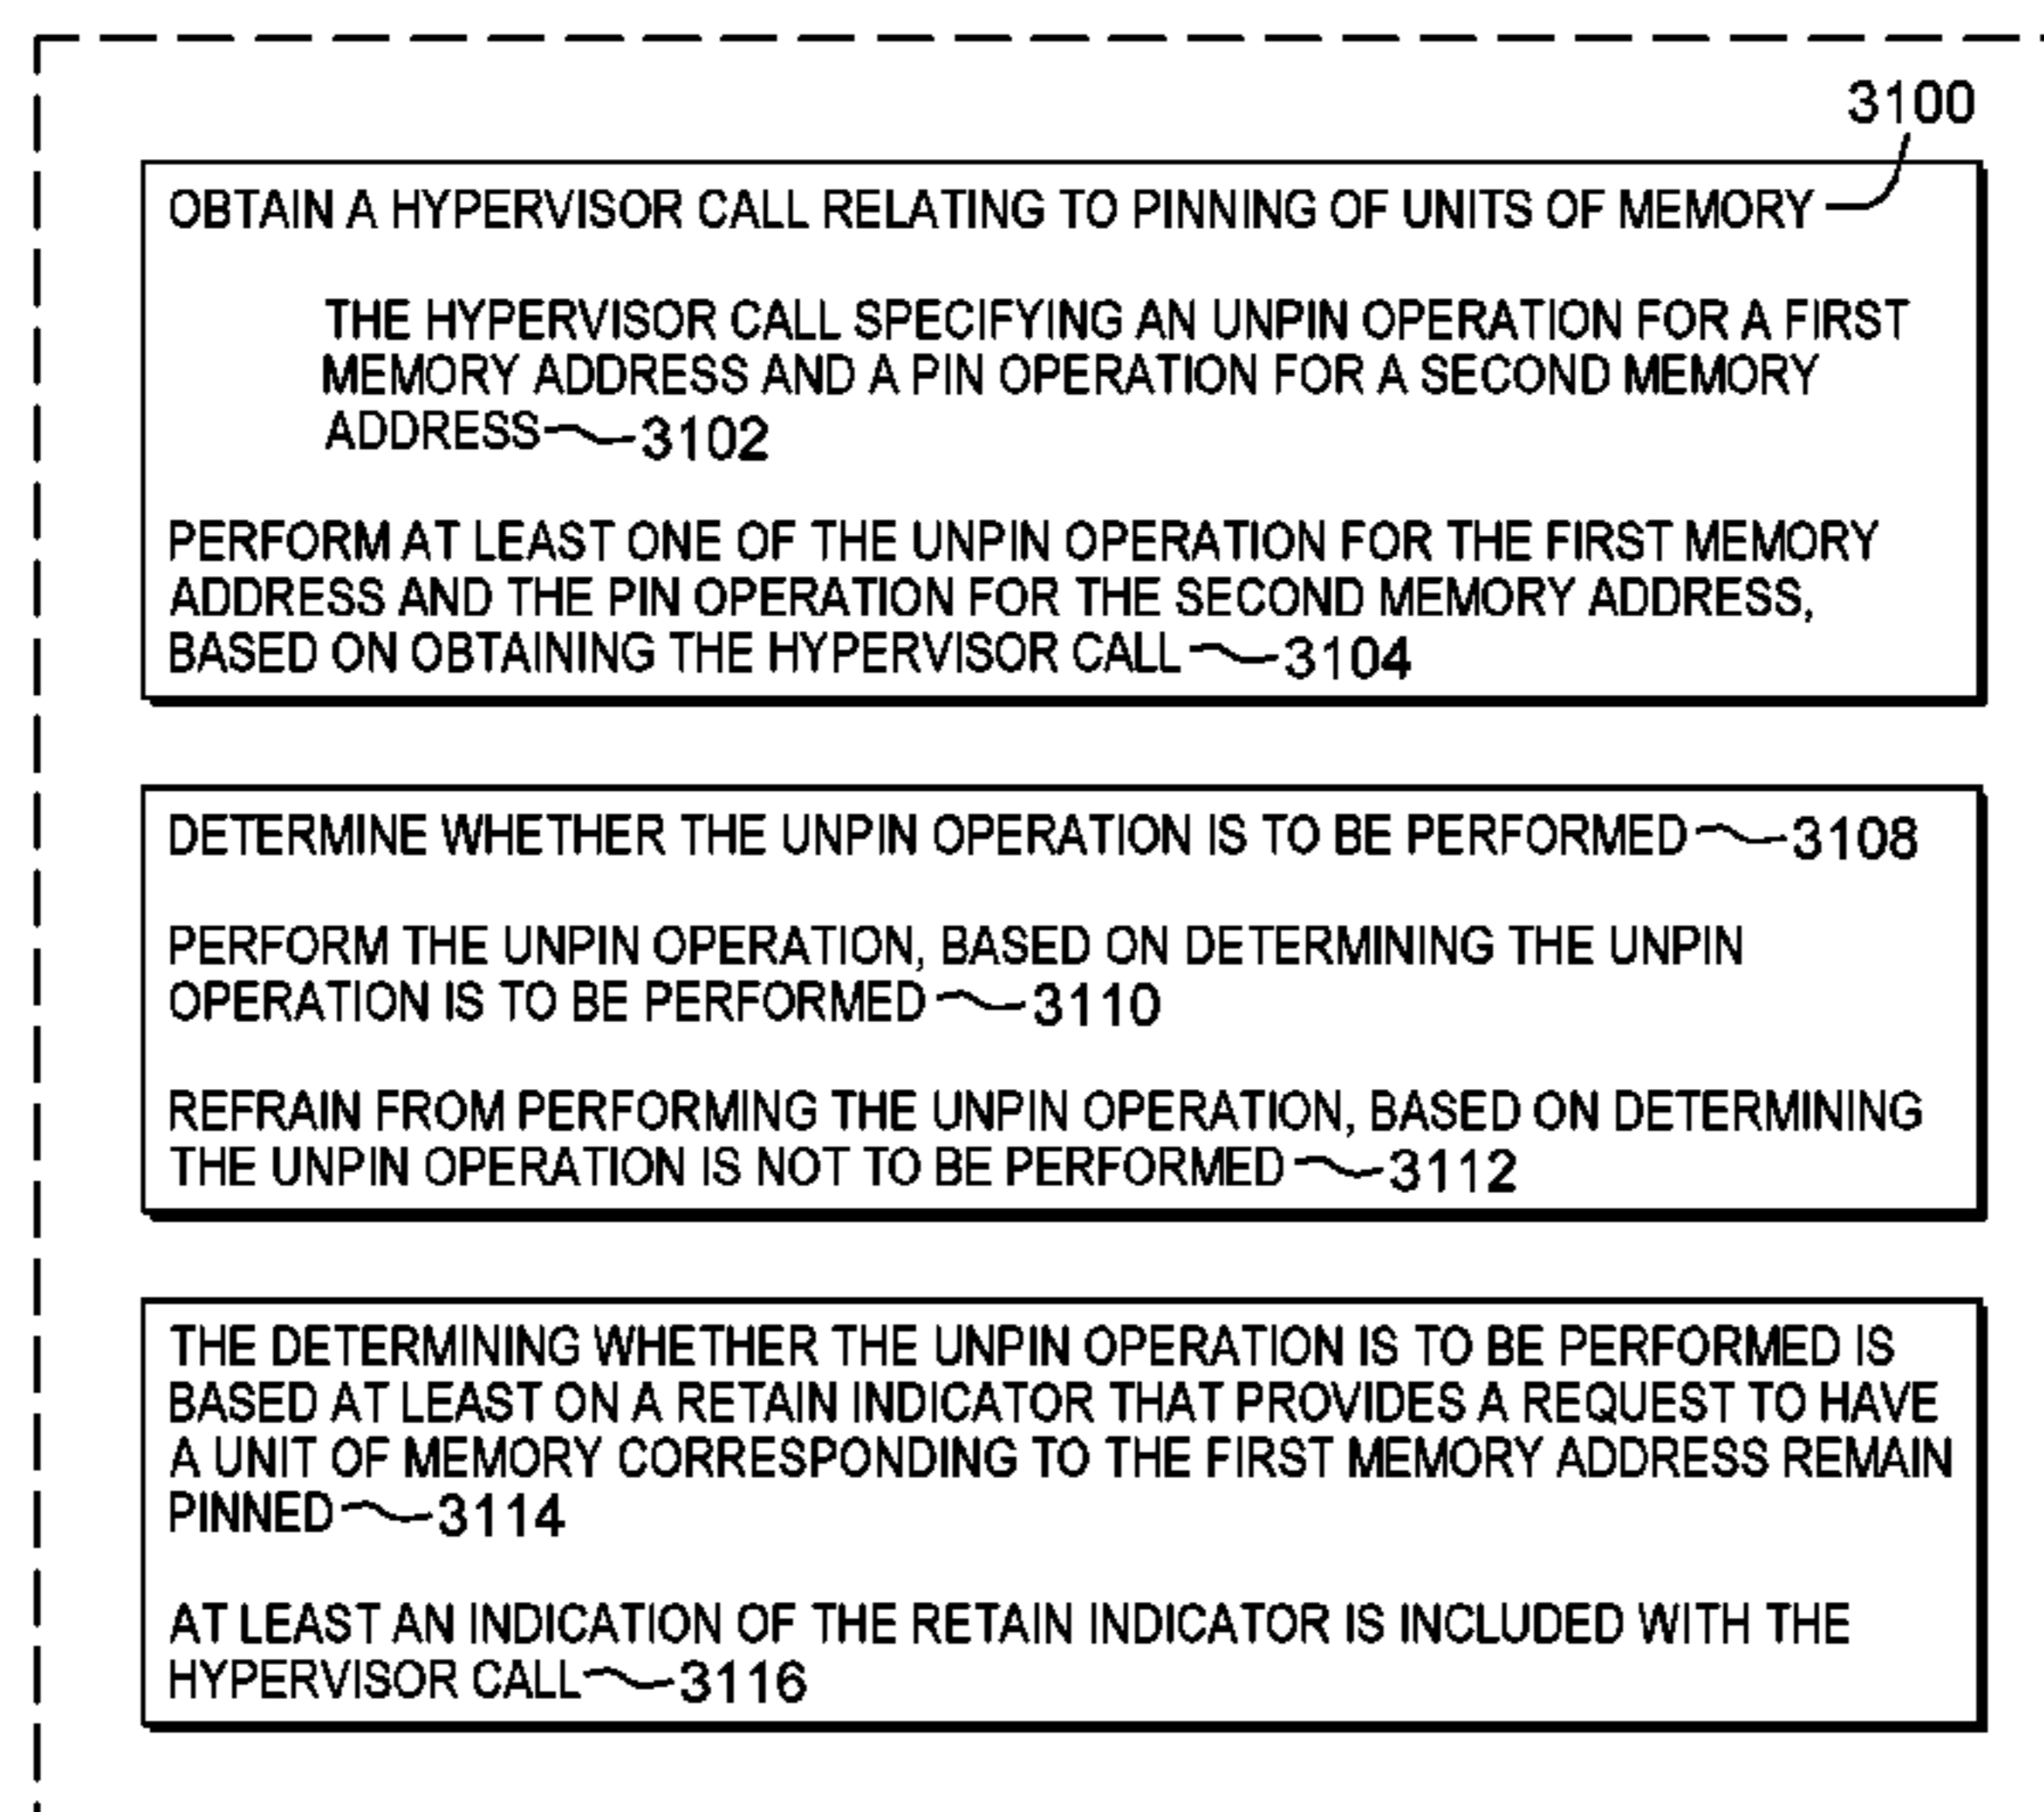 3100
OBTAIN A HYPERVISOR CALL RELATING TO PINNING OF UNITS OF MEMORY
THE HYPERVISOR CALL SPECIFYING AN UNPIN OPERATION FOR A FIRST
MEMORY ADDRESS AND A PIN OPERATION FOR A SECOND MEMORY
ADDRESS 3102
PERFORM AT LEAST ONE OF THE UNPIN OPERATION FOR THE FIRST MEMORY
ADDRESS AND THE PIN OPERATION FOR THE SECOND MEMORY ADDRESS,
BASED ON OBTAINING THE HYPERVISOR CALL 3104
DETERMINE WHETHER THE UNPIN OPERATION IS TO BE PERFORMED 3108
PERFORM THE UNPIN OPERATION, BASED ON DETERMINING THE UNPIN
OPERATION IS TO BE PERFORMED 3110
REFRAIN FROM PERFORMING THE UNPIN OPERATION, BASED ON DETERMINING
THE UNPIN OPERATION IS NOT TO BE PERFORMED 3112
THE DETERMINING WHETHER THE UNPIN OPERATION IS TO BE PERFORMED IS
BASED AT LEAST ON A RETAIN INDICATOR THAT PROVIDES A REQUEST TO HAVE
A UNIT OF MEMORY CORRESPONDING TO THE FIRST MEMORY ADDRESS REMAIN
PINNED 3114
AT LEAST AN INDICATION OF THE RETAIN INDICATOR IS INCLUDED WITH THE
HYPERVISOR CALL 3116